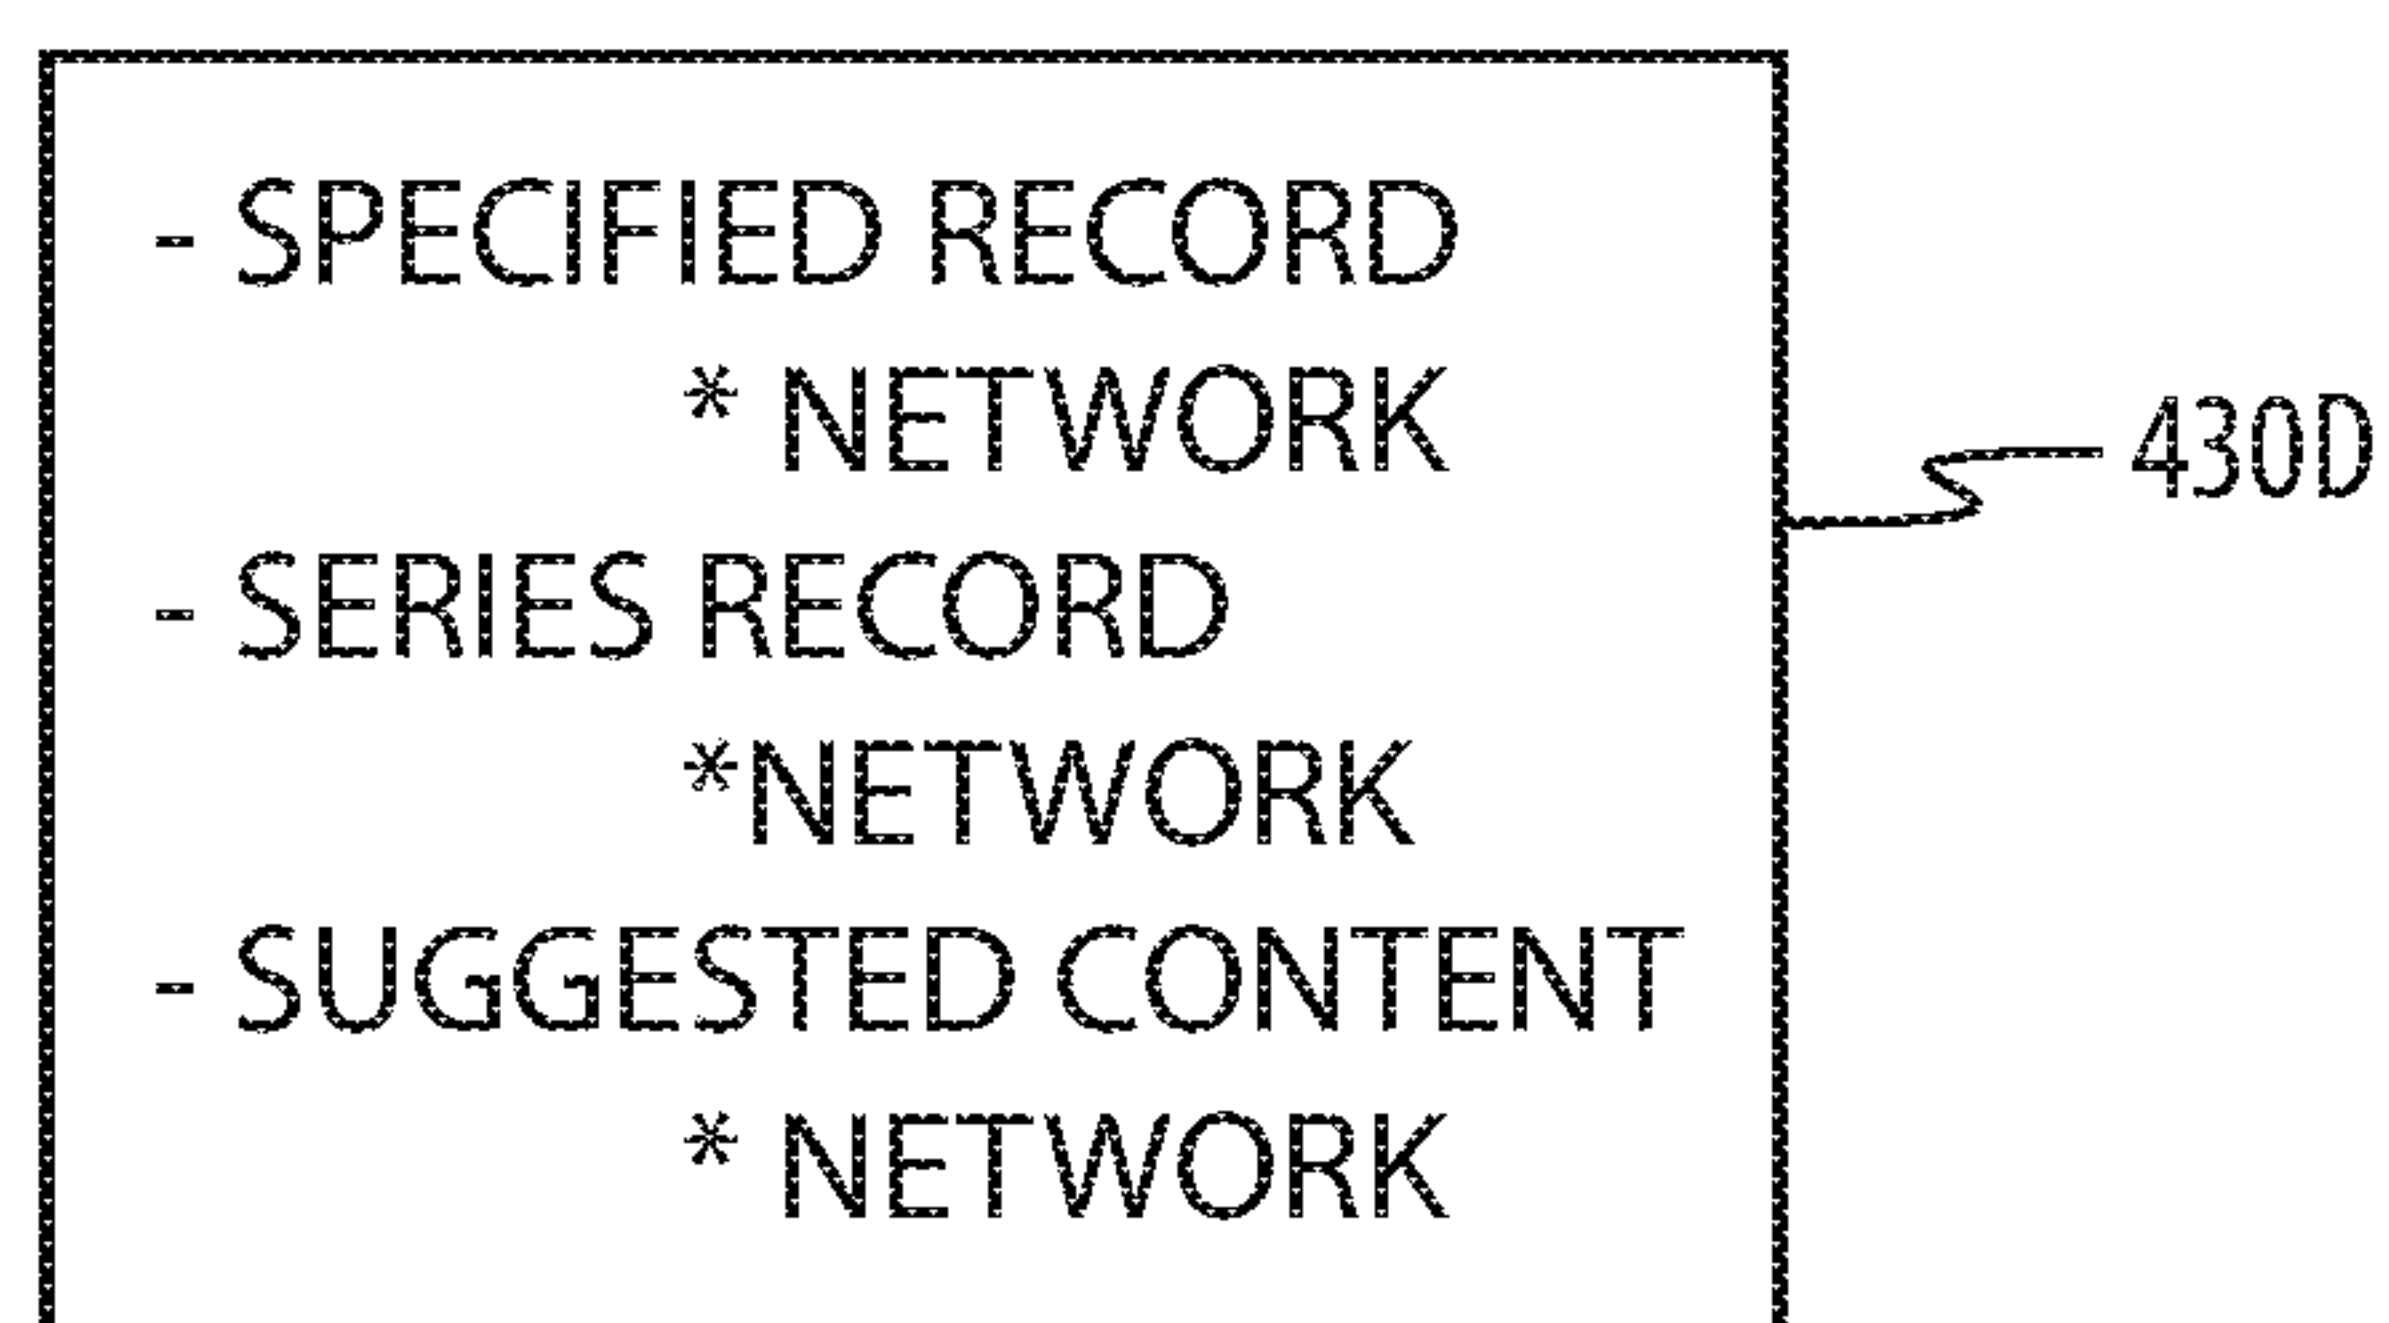 - SPECIFIED RECORD
* NETWORK
430D
- SERIES RECORD
*NETWORK
- SUGGESTED CONTENT
* NETWORK